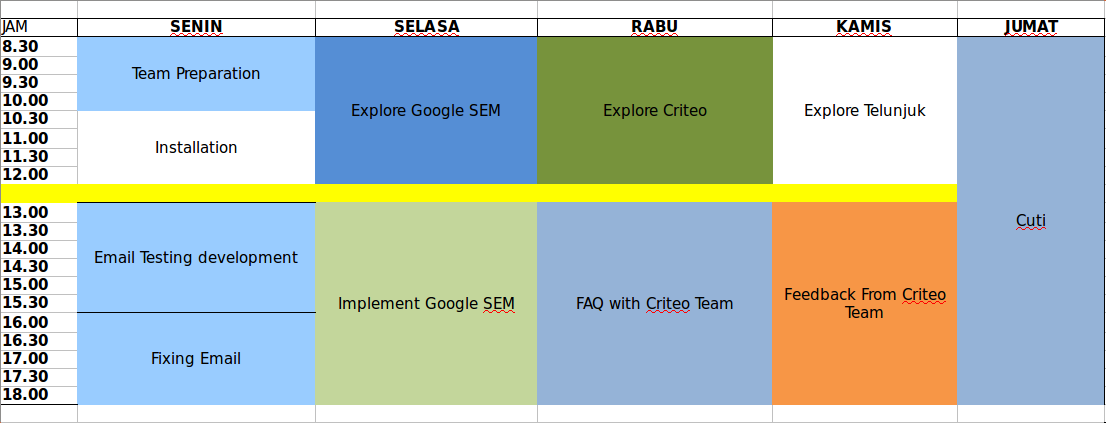 JAM SENIN SELASA RABU KAMIS JUMAT
8.30
9.00
Team Preparation
9.30
10.00
Explore Google SEM Explore Criteo Explore Telunjuk
10.30
11.00
Installation
11.30
12.00
13.00
Cuti
13.30
14.00
Email Testing development
14.30
15.00
15.30
Implement Google SEM FAQ with Criteo Team Feedback From Criteo
Team
16.00
16.30
17.00
Fixing Email
17.30
18.00